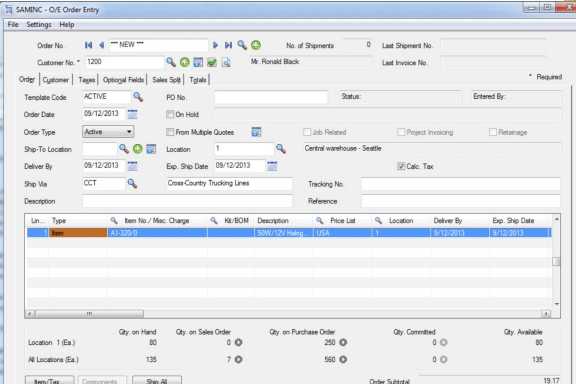 SAMINC - O/E Order Entry
File Settings Help
Order No. *** NEW *** No. of Shipments 0 Last Shipment No.
Customer No. * 1200 Mr. Ronald Black Last Invoice No.
Order Customer Taxes Optional Fields Sales Split Totals * Required
Template Code ACTIVE PO No. Status: Entered By:
Order Date 09/12/2013 On Hold
Order Type Active From Multiple Quotes Job Related Project Invoicing Retainage
Ship-To Location Location 1 Central warehouse - Seattle
Deliver By 09/12/2013 Exp. Ship Date 09/12/2013 Calc. Tax
Ship Via CCT Cross-Country Trucking Lines Tracking No.
Description Reference
Lin... Type Item No./ Misc. Charge Kit/BOM Description Price List Location Deliver By Exp. Ship Date
1 Item A1-320/0 50W/12V Halog... USA 1 9/12/2013 9/12/2013
Qty. on Hand Qty. on Sales Order Qty. on Purchase Order Qty. Committed Qty. Available
Location 1 (Ea.) 80 0 250 0 80
All Locations (Ea.) 135 7 560 0 135
Item/Tax... Components... Ship All Order Subtotal 19.17